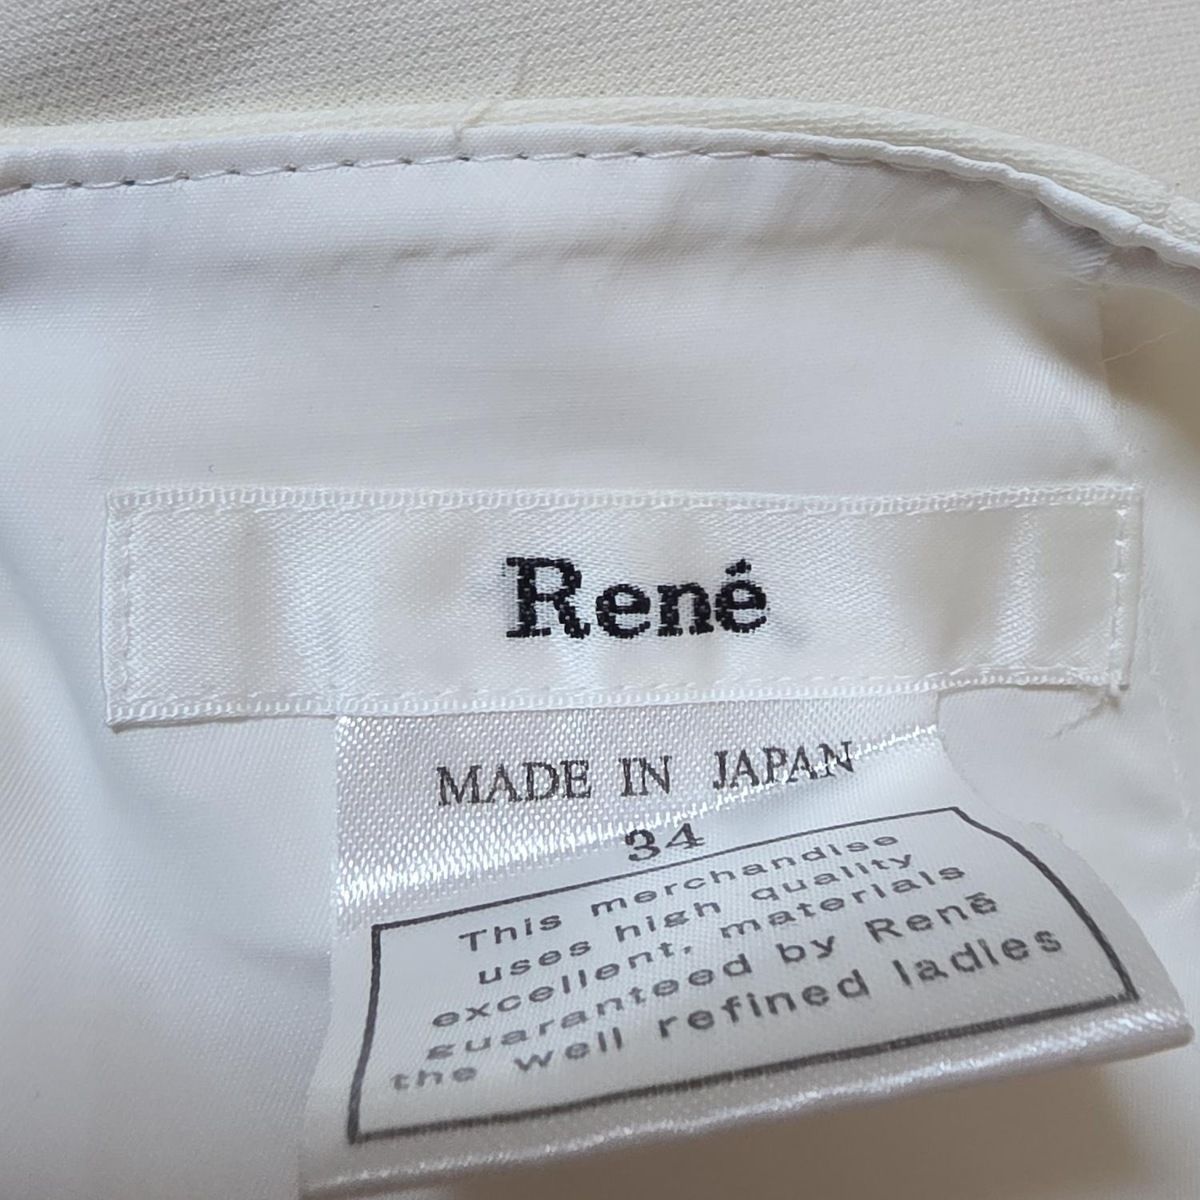 René
MADE IN JAPAN
34
This merchandise
uses high quality
excellent, materials
guaranteed by René
the well refined ladies